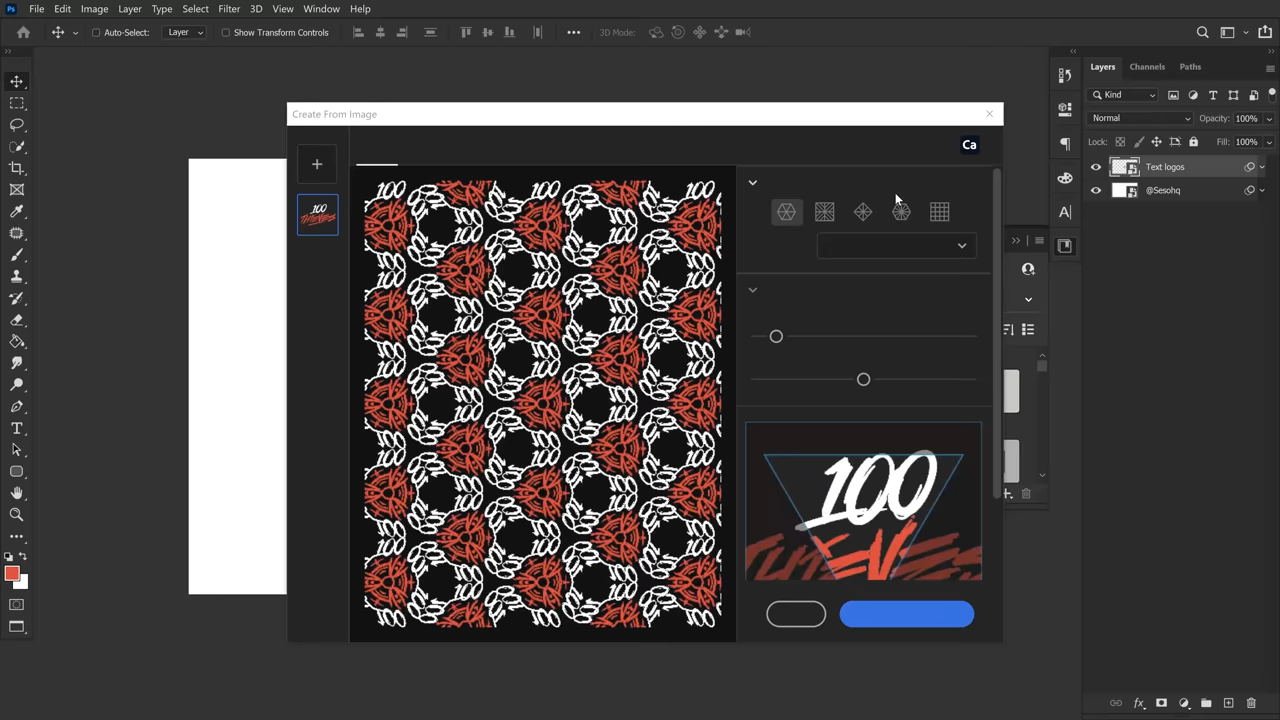 Ps File Edit Image Layer Type Select Filter 3D View Window Help
Auto-Select: Layer Show Transform Controls 3D Mode:
Layers Channels Paths
Kind
Normal Opacity: 100%
Lock: Fill: 100%
Text logos
@Sesohq
Create From Image
Ca
100
THIEVES
100